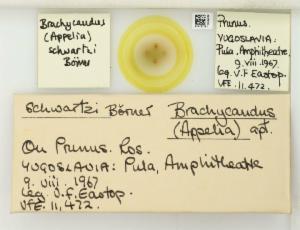 Brachycaudus
(Appelia)
schwartzi
Börner
Prunus.
YUGOSLAVIA:
Pula, Amphitheatre
9. viii. 1967
leg. V.F. Eastop.
VFE. 11,472.
schwartzi Börner Brachycaudus
(Appelia) apt.
On Prunus. Ros.
YUGOSLAVIA: Pula, Amphitheatre
9. viii. 1967
leg. V.F. Eastop.
VFE. 11,472.